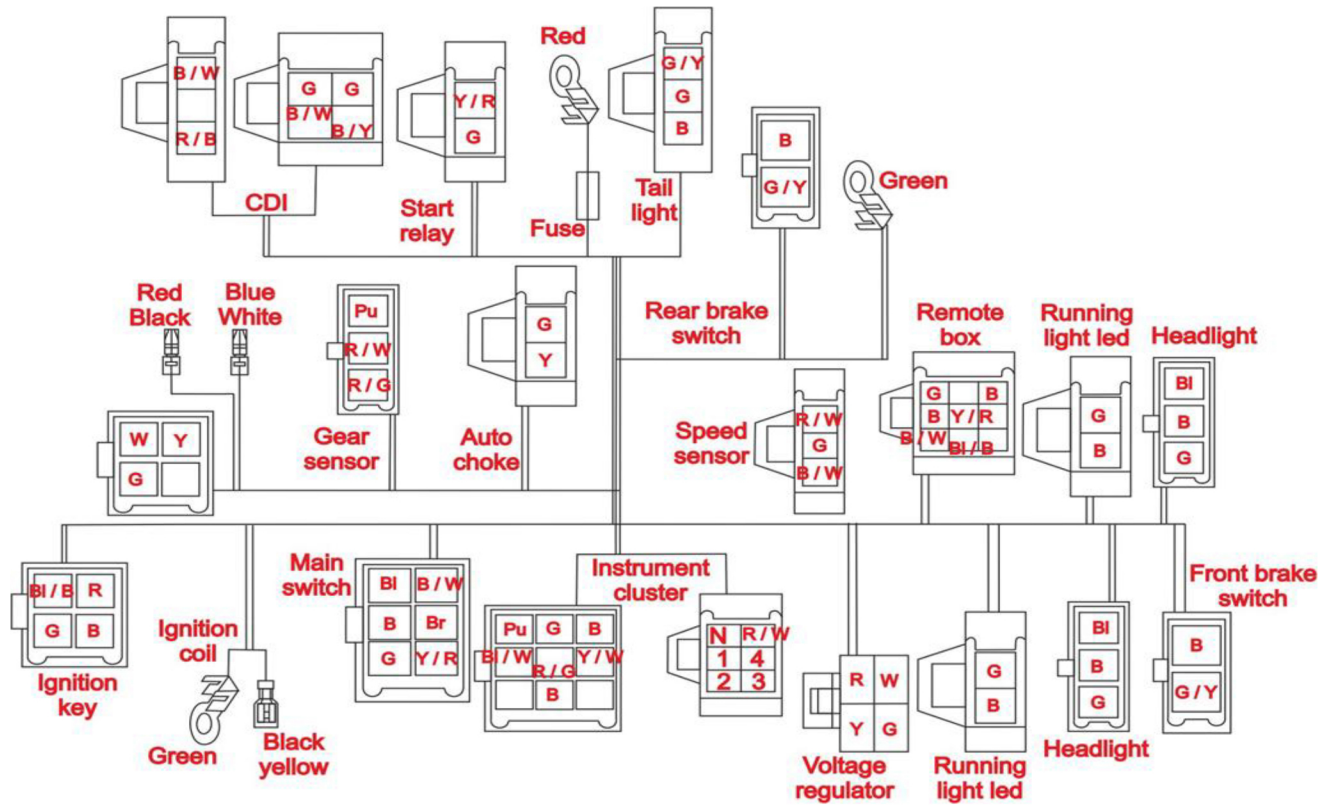 B / W
R / B
G G
B / W
B / Y
CDI
Y / R
G
Start
relay
Red
Fuse
G / Y
G
B
Tail
light
B
G / Y
Green
Rear brake
switch
Red
Black
Blue
White
Pu
R / W
R / G
Gear
sensor
G
Y
Auto
choke
W Y
G
R / W
G
B / W
Speed
sensor
Remote
box
G B
B Y / R
B / W
Bl / B
Running
light led
G
B
Headlight
Bl
B
G
Bl / B R
G B
Ignition
key
Ignition
coil
Green
Black
yellow
Main
switch
Bl B / W
B Br
G Y / R
Instrument
cluster
Pu G B
Bl / W Y / W
R / G
B
N R / W
1 4
2 3
R W
Y G
Voltage
regulator
G
B
Running
light led
Bl
B
G
Headlight
Front brake
switch
B
G / Y